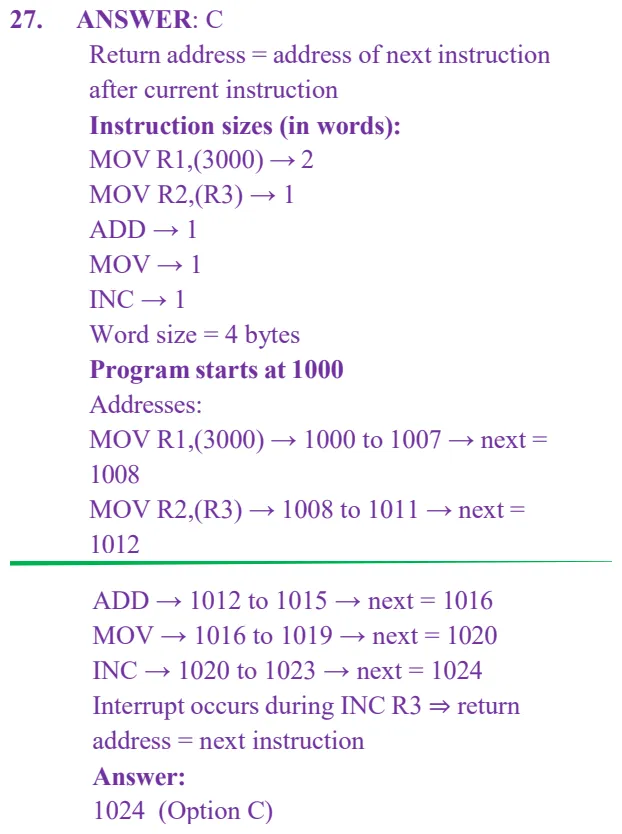 27. ANSWER: C
Return address = address of next instruction
after current instruction
Instruction sizes (in words):
MOV R1,(3000) → 2
MOV R2,(R3) → 1
ADD → 1
MOV → 1
INC → 1
Word size = 4 bytes
Program starts at 1000
Addresses:
MOV R1,(3000) → 1000 to 1007 → next =
1008
MOV R2,(R3) → 1008 to 1011 → next =
1012
ADD → 1012 to 1015 → next = 1016
MOV → 1016 to 1019 → next = 1020
INC → 1020 to 1023 → next = 1024
Interrupt occurs during INC R3 ⇒ return
address = next instruction
Answer:
1024 (Option C)